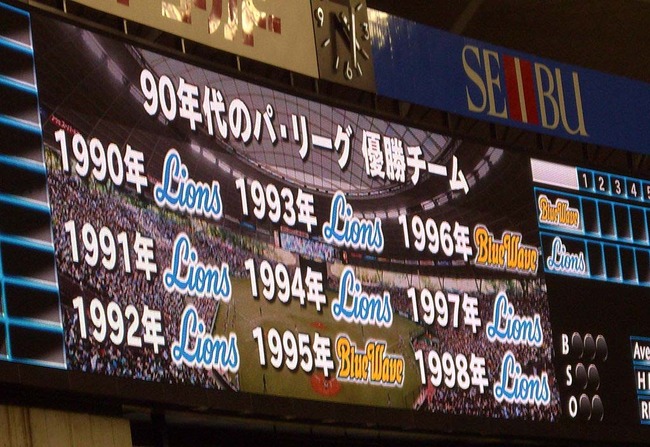 SEIBU
90年代のパ・リーグ 優勝チーム
1990年 Lions
1991年 Lions
1992年 Lions
1993年 Lions
1994年 Lions
1995年 BlueWave
1996年 BlueWave
1997年 Lions
1998年 Lions
1 2 3 4 5
BlueWave
Lions
B
S
O
Ave
H
R